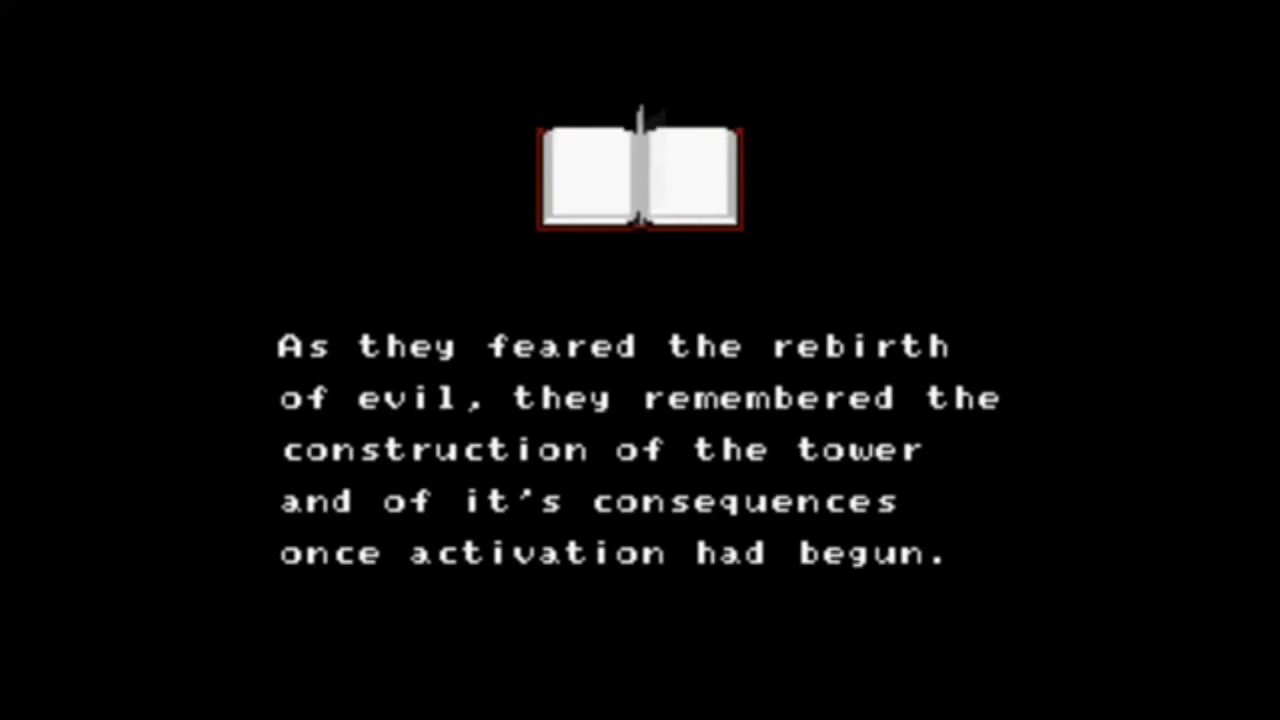 As they feared the rebirth
of evil, they remembered the
construction of the tower
and of it's consequences
once activation had begun.